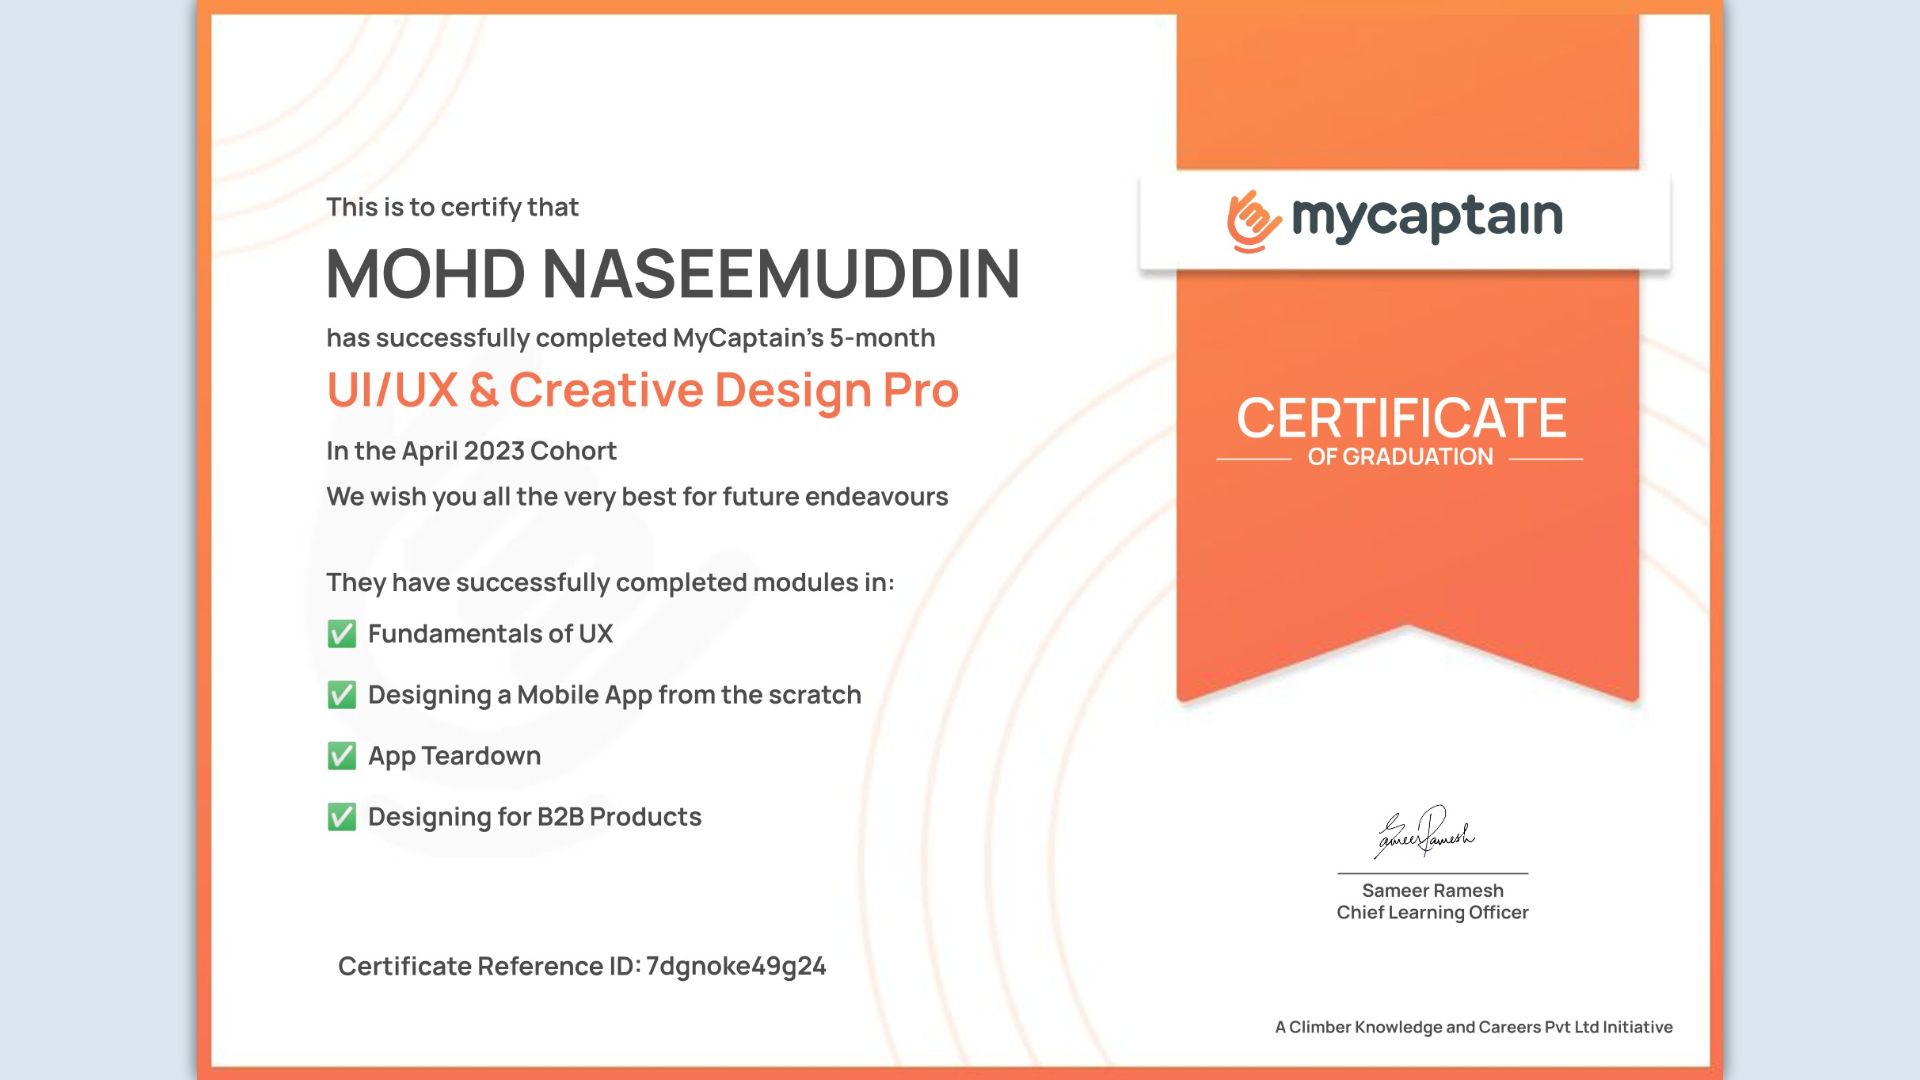 This is to certify that
MOHD NASEEMUDDIN
has successfully completed MyCaptain's 5-month
UI/UX & Creative Design Pro
In the April 2023 Cohort
We wish you all the very best for future endeavours
They have successfully completed modules in:
✅ Fundamentals of UX
✅ Designing a Mobile App from the scratch
✅ App Teardown
✅ Designing for B2B Products
Certificate Reference ID: 7dgnoke49g24
mycaptain
CERTIFICATE
OF GRADUATION
Sameer Ramesh
Sameer Ramesh
Chief Learning Officer
A Climber Knowledge and Careers Pvt Ltd Initiative